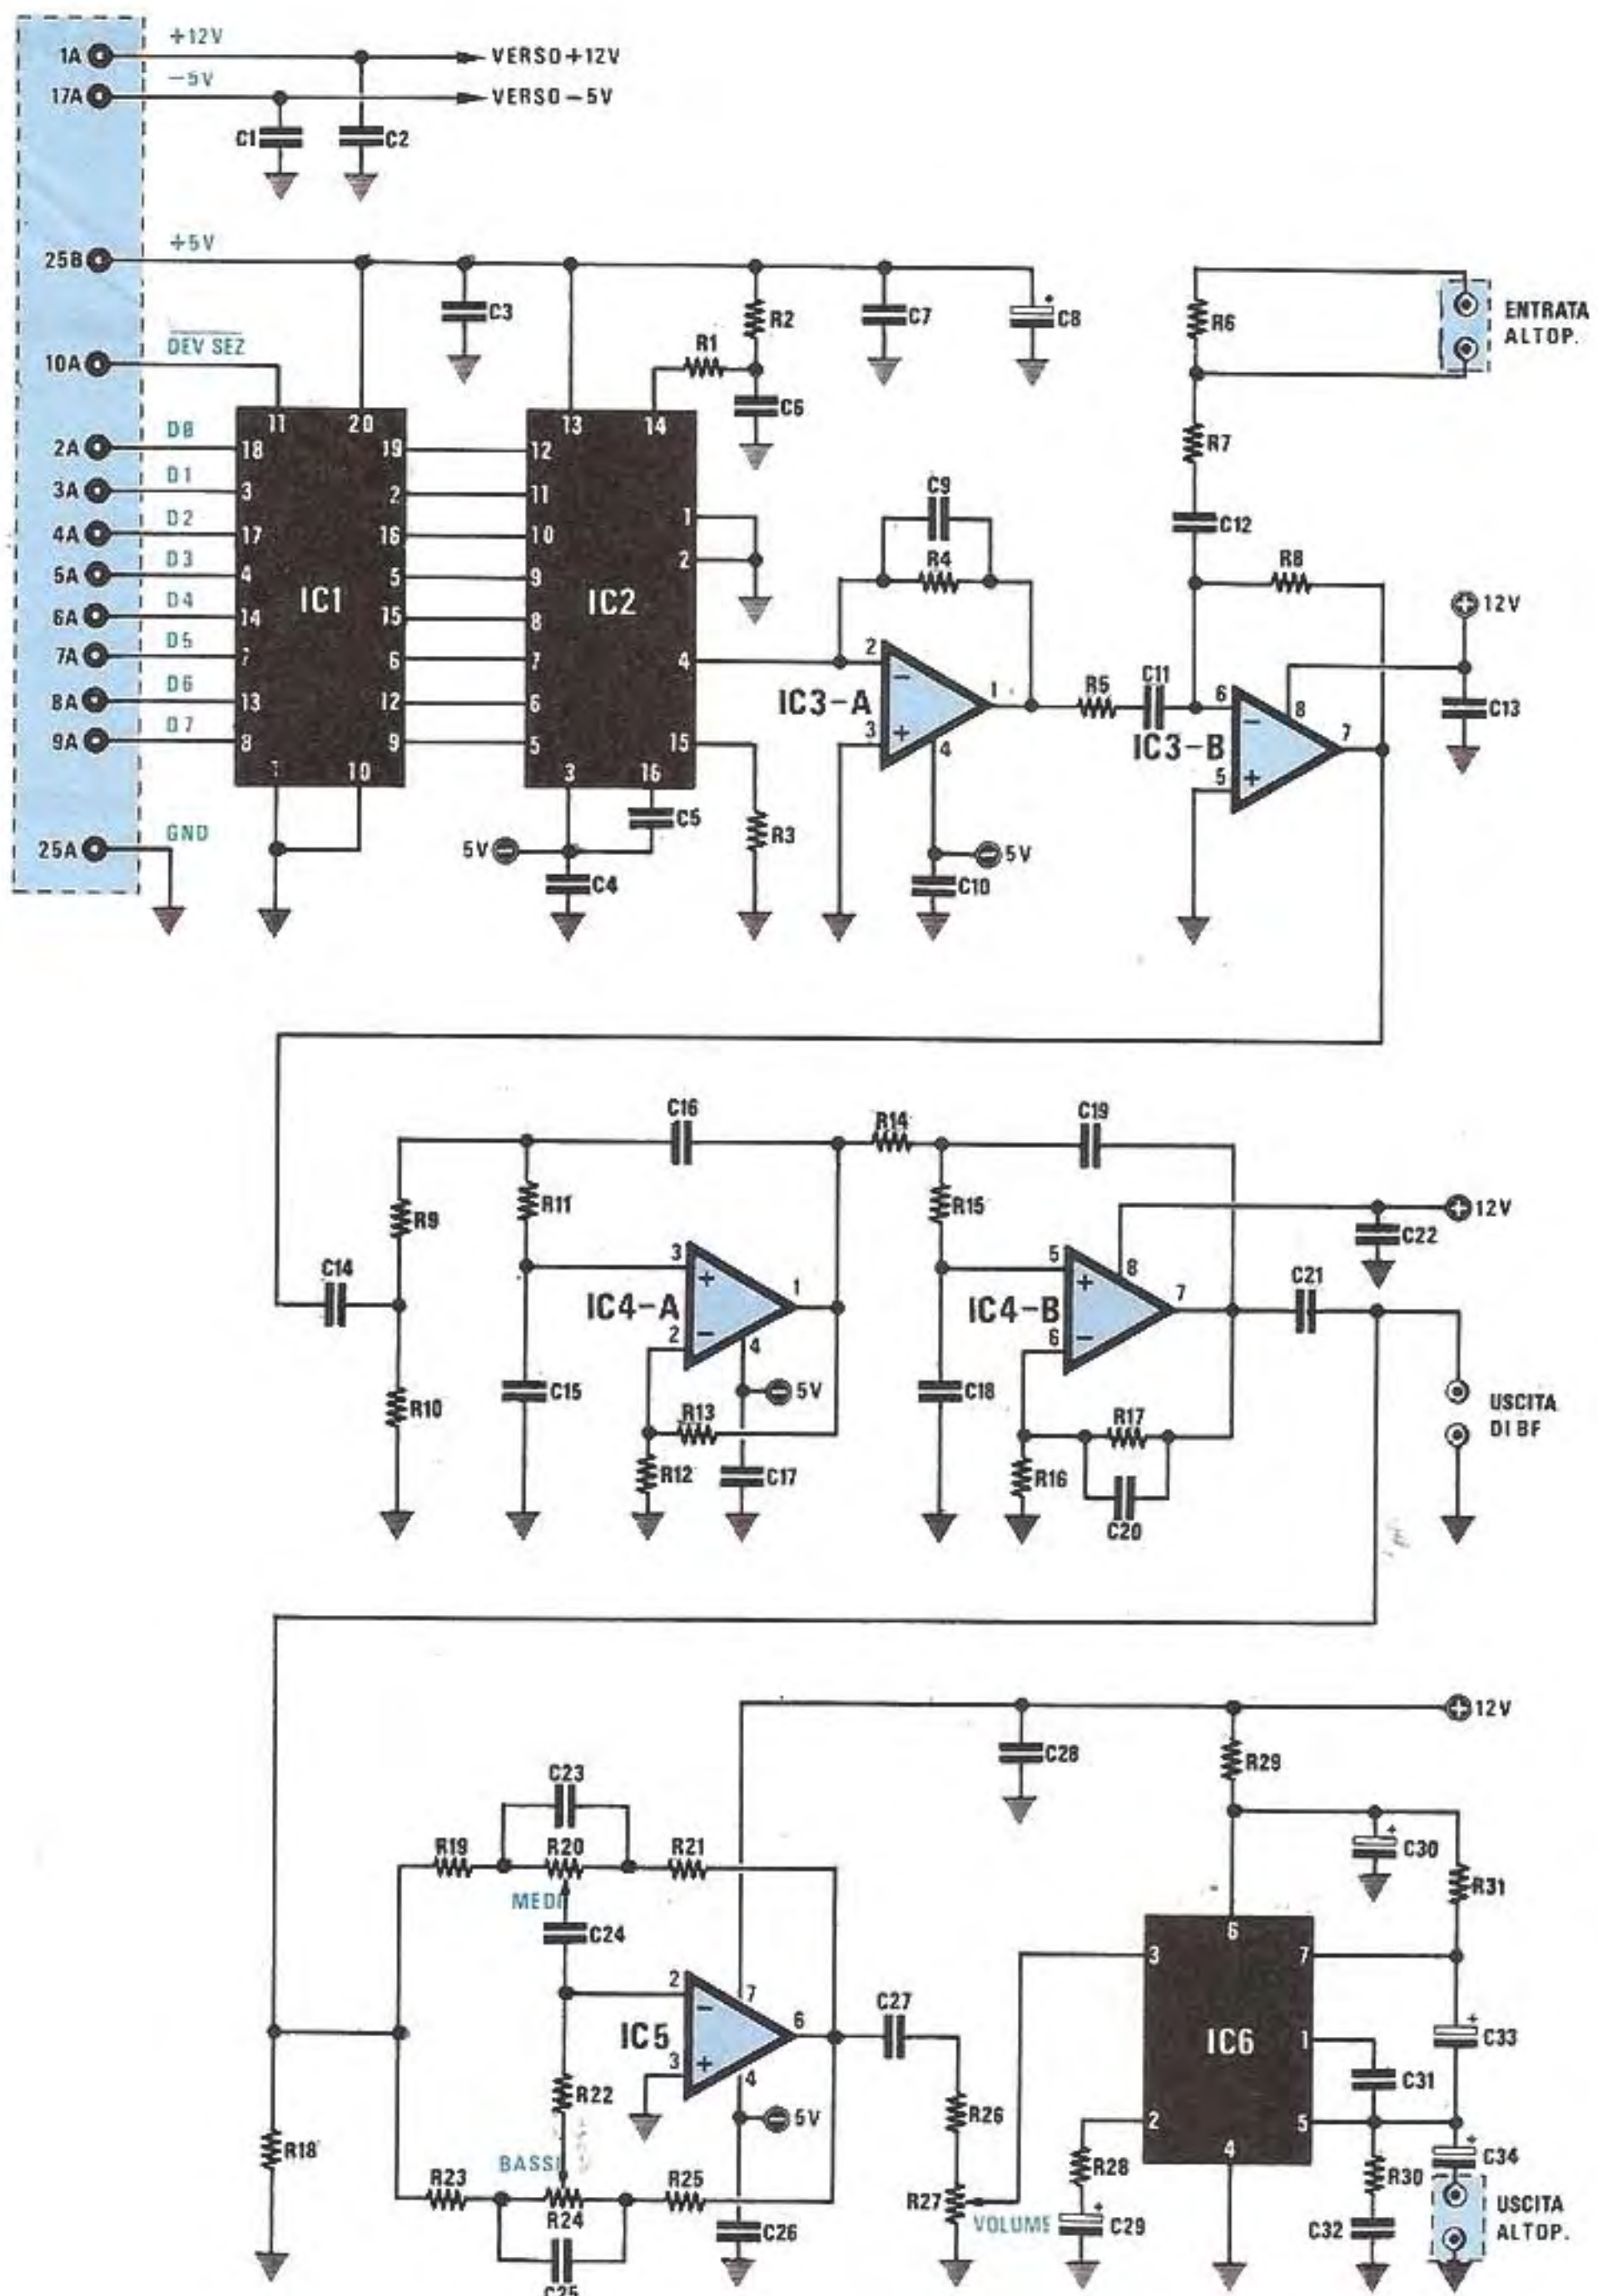 1A +12V VERSO+12V
17A −5V VERSO−5V
C1 C2
25B +5V
C3 R2 C7 + C8 R6 ENTRATA
ALTOP.
10A DEV SEZ R1
C6 R7
11 20 13 14
2A D0 18 19 12
3A D1 3 2 11 C9 C12
4A D2 17 16 10 1
5A D3 4 5 9 2 R4 R8
IC1 IC2 12V
6A D4 14 15 8
7A D5 7 6 7 4 2 −
8A D6 13 12 6 IC3-A 1 R5 C11 6 − 8 C13
9A D7 8 9 5 15 3 + 4 IC3-B 7
1 10 3 16 5 +
C5
25A GND 5V R3 5V
C4 C10
C16 R14 C19
R9 R11 R15 12V
C22
C14 3 + 5 + 8 C21
IC4-A 1 IC4-B 7
2 − 4 6 −
R10 C15 5V C18 USCITA
DI BF
R13 R17
R12 C17 R16
C20
12V
C28 R29
C23
R19 R20 R21 + C30
MEDI R31
C24
6
3 7
2 − 7
IC5 6 C27 IC6 + C33
3 + 4 1
R22 C31
5V R26
R18 2 5
BASSI 4 + C34
R23 R25 R28 R30
R24 R27 VOLUME USCITA
ALTOP.
C26 + C29 C32
C25